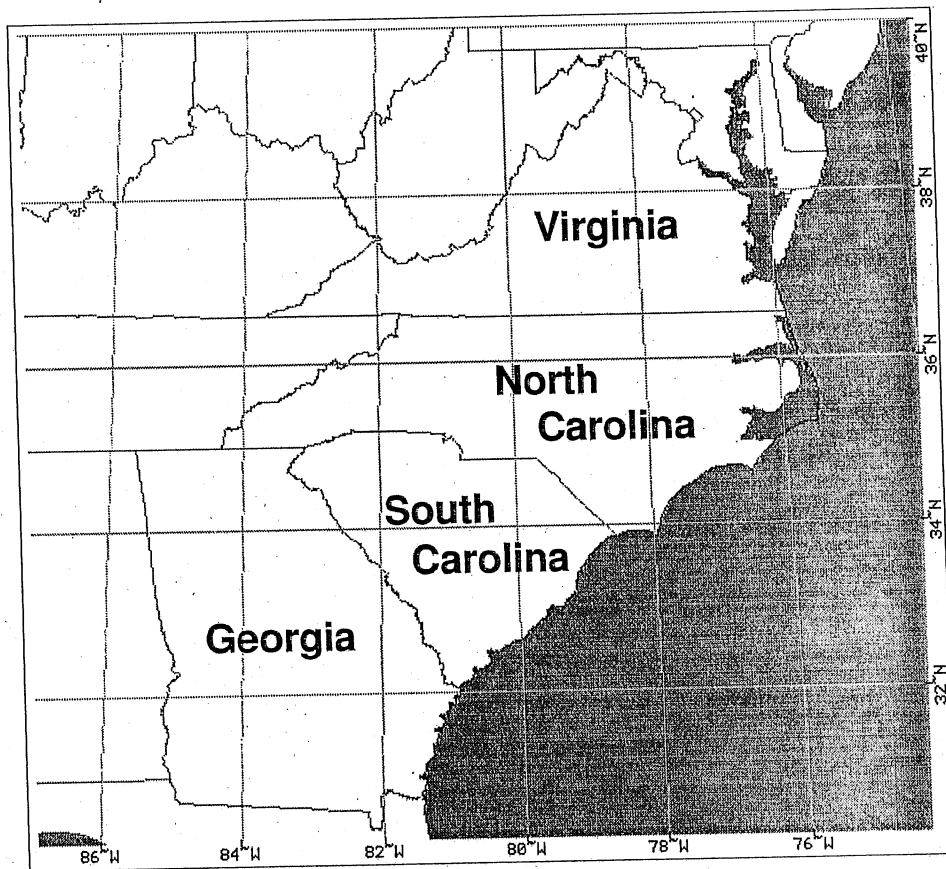 40~N
38~N
Virginia
36~N
North
Carolina
South
34~N
Carolina
Georgia
32~N
86~W
84~W
82~W
80~W
78~W
76~W